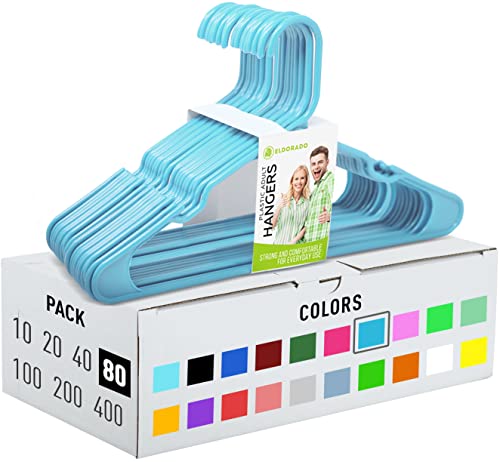 ELDORADO
PLASTIC ADULT
HANGERS
STRONG AND COMFORTABLE
FOR EVERYDAY USE
PACK
10 20 40 80
100 200 400
COLORS